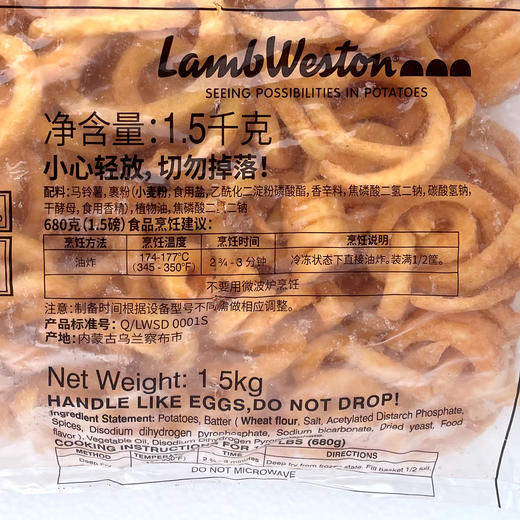 LambWeston®
SEEING POSSIBILITIES IN POTATOES
净含量:1.5千克
小心轻放,切勿掉落!
配料:马铃薯,裹粉(小麦粉,食用盐,乙酰化二淀粉磷酸酯,香辛料,焦磷酸二氢二钠,碳酸氢钠,
干酵母,食用香精),植物油,焦磷酸二氢二钠
680克(1.5磅)食品烹饪建议:
烹饪方法 烹饪温度 烹饪时间 烹饪说明
油炸 174-177℃ (345-350℉) 2 ¾ - 3 分钟 冷冻状态下直接油炸。装满1/2筐。
不要用微波炉烹饪
注意:制备时间根据设备型号不同需做相应调整。
产品标准号: Q/LWSD 0001S
产地:内蒙古乌兰察布市
Net Weight: 1.5kg
HANDLE LIKE EGGS,DO NOT DROP!
Ingredient Statement: Potatoes, Batter ( Wheat flour, Salt, Acetylated Distarch Phosphate,
Spices, Disodium dihydrogen pyrophosphate, Sodium bicarbonate, Dried yeast, Food
flavor ), Vegetable Oil, Disodium Dihydrogen
COOKING INSTRUCTIONS FOR LBS (680g)
METHOD TIME DIRECTIONS
Deep Fry minutes Deep fry from frozen state. Fill basket 1/2 full.
DO NOT MICROWAVE